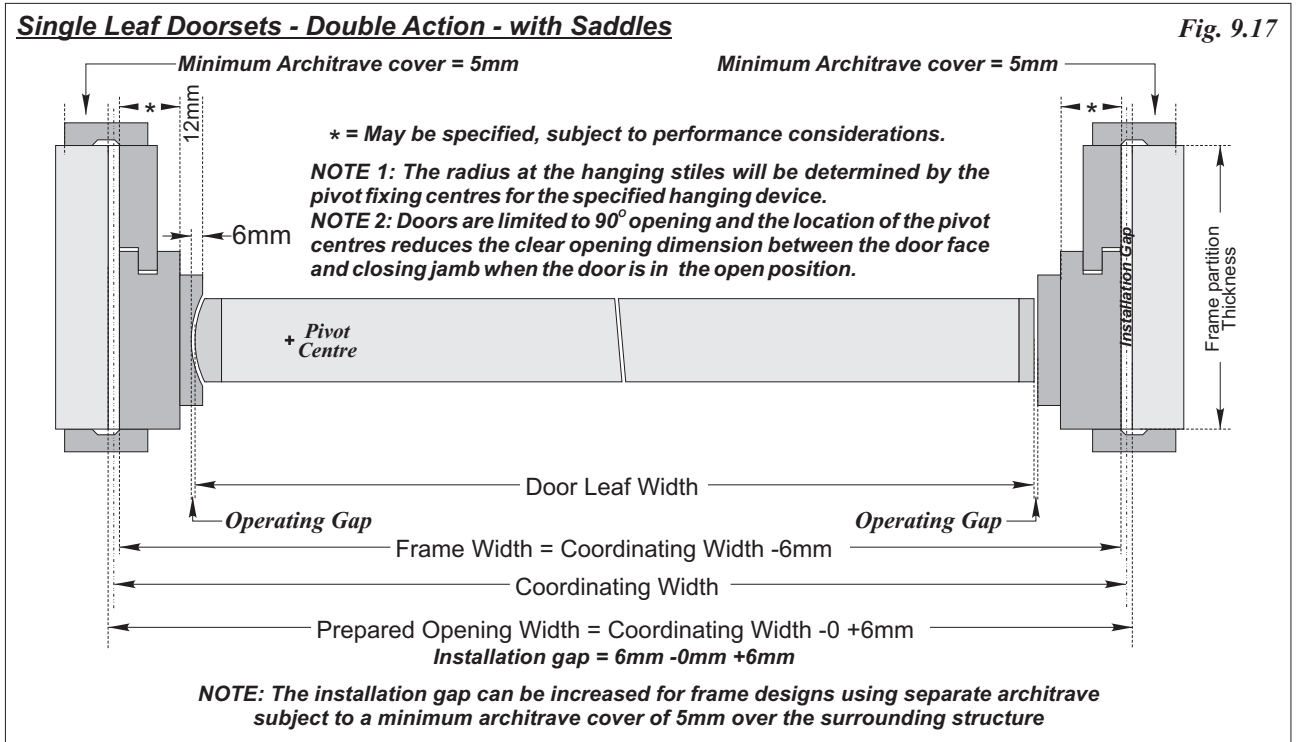 Single Leaf Doorsets - Double Action - with Saddles
Fig. 9.17
Minimum Architrave cover = 5mm
Minimum Architrave cover = 5mm
*
12mm
*
* = May be specified, subject to performance considerations.
NOTE 1: The radius at the hanging stiles will be determined by the
pivot fixing centres for the specified hanging device.
NOTE 2: Doors are limited to 90° opening and the location of the pivot
centres reduces the clear opening dimension between the door face
and closing jamb when the door is in the open position.
6mm
Installation Gap
Frame partition
Thickness
+ Pivot
Centre
Door Leaf Width
Operating Gap
Operating Gap
Frame Width = Coordinating Width -6mm
Coordinating Width
Prepared Opening Width = Coordinating Width -0 +6mm
Installation gap = 6mm -0mm +6mm
NOTE: The installation gap can be increased for frame designs using separate architrave
subject to a minimum architrave cover of 5mm over the surrounding structure